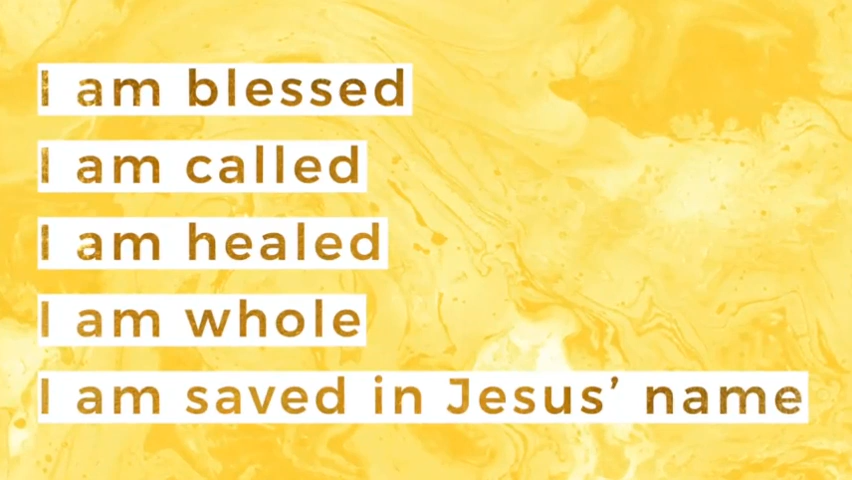 I am blessed
I am called
I am healed
I am whole
I am saved in Jesus’ name